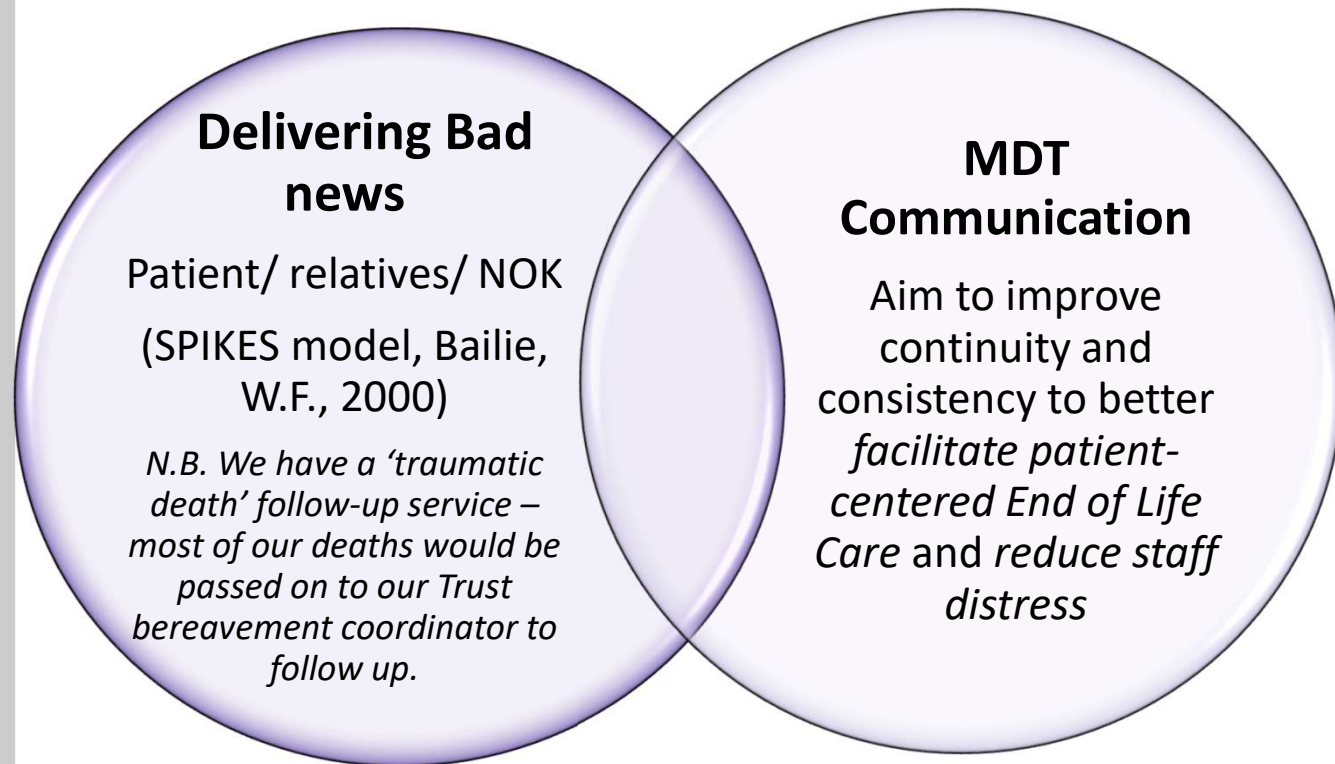 Delivering Bad
news
Patient/ relatives/ NOK
(SPIKES model, Bailie,
W.F., 2000)
N.B. We have a ‘traumatic
death’ follow-up service –
most of our deaths would be
passed on to our Trust
bereavement coordinator to
follow up.
MDT
Communication
Aim to improve
continuity and
consistency to better
facilitate patient-
centered End of Life
Care and reduce staff
distress